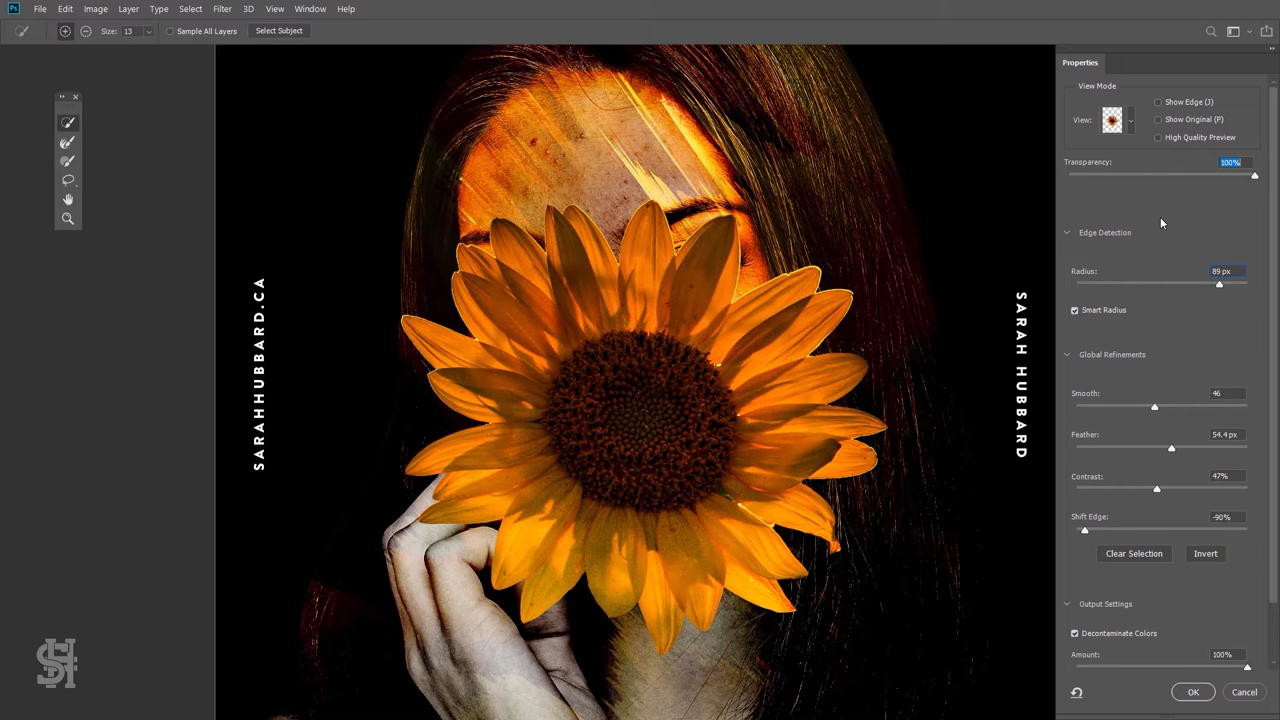 Ps File Edit Image Layer Type Select Filter 3D View Window Help
Size: 13 Sample All Layers Select Subject
Properties
View Mode
View:
Show Edge (J)
Show Original (P)
High Quality Preview
Transparency: 100%
Edge Detection
Radius: 89 px
Smart Radius
Global Refinements
Smooth: 46
Feather: 54.4 px
Contrast: 47%
Shift Edge: -90%
Clear Selection Invert
Output Settings
Decontaminate Colors
Amount: 100%
OK Cancel
SARAHHUBBARD.CA
SARAH HUBBARD
SH